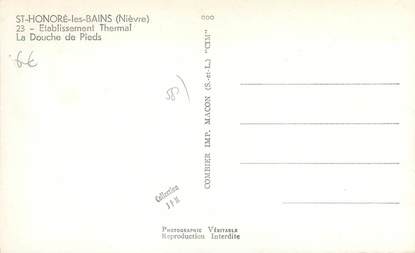 ST-HONORÉ-les-BAINS (Nièvre)
23 - Etablissement Thermal
La Douche de Pieds
6€
58
COMBIER IMP. MACON (S.-et-L.) "CIM"
Collection
PHOTOGRAPHIE VÉRITABLE
Reproduction Interdite